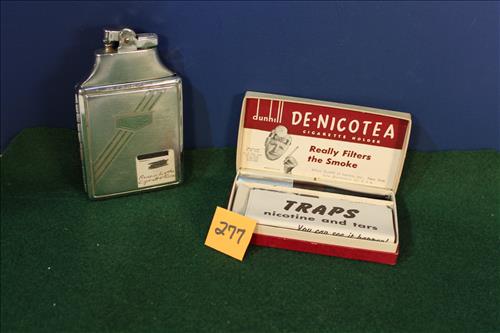 dunhill
DE-NICOTEA
CIGARETTE HOLDER
Really Filters
the Smoke
TRAPS
nicotine and tars
You can see it happen!
277